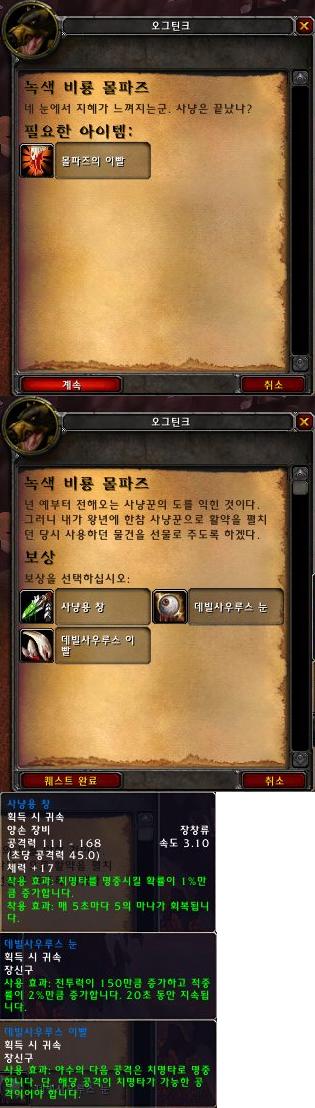 오그틴크
녹색 비룡 몰파즈
네 눈에서 지혜가 느껴지는군. 사냥은 끝났나?
필요한 아이템:
몰파즈의 이빨
계속
취소
오그틴크
녹색 비룡 몰파즈
넌 예부터 전해오는 사냥꾼의 도를 익힌 것이다.
그러니 내가 왕년에 한참 사냥꾼으로 활약을 펼치
던 당시 사용하던 물건을 선물로 주도록 하겠다.
보상
보상을 선택하십시오:
사냥용 창
데빌사우루스 눈
데빌사우루스 이
빨
퀘스트 완료
취소
사냥용 창
획득 시 귀속
양손 장비 장창류
공격력 111 - 168 속도 3.10
(초당 공격력 45.0)
체력 +17
착용 효과: 치명타를 명중시킬 확률이 1%만
큼 증가합니다.
착용 효과: 매 5초마다 5의 마나가 회복됩니
다.
데빌사우루스 눈
획득 시 귀속
장신구
사용 효과: 전투력이 150만큼 증가하고 적중
률이 2%만큼 증가합니다. 20초 동안 지속됩
니다.
데빌사우루스 이빨
획득 시 귀속
장신구
사용 효과: 야수의 다음 공격은 치명타로 명중
합니다. 단, 해당 공격이 치명타가 가능한 공
격이어야 합니다.